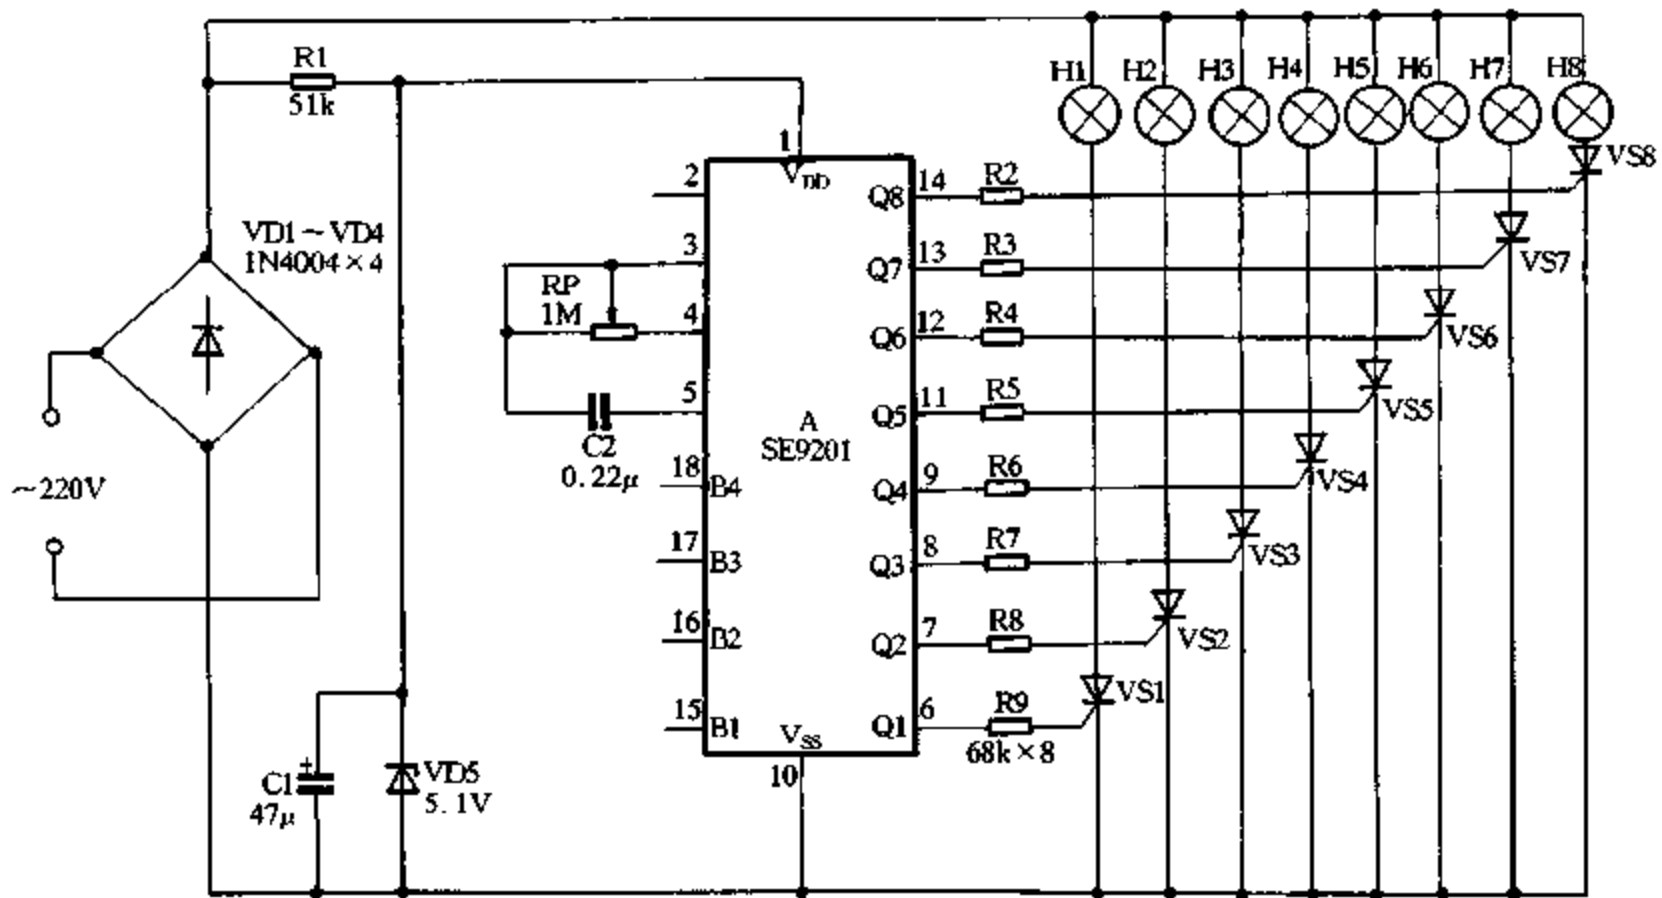 R1
51k
H1
H2
H3
H4
H5
H6
H7
H8
VS8
1
V_DD
2
Q8
14
R2
VD1～VD4
1N4004×4
3
Q7
13
R3
VS7
RP
1M
4
Q6
12
R4
VS6
5
Q5
11
R5
VS5
A
SE9201
C2
0.22μ
～220V
18
B4
Q4
9
R6
VS4
17
B3
Q3
8
R7
VS3
16
B2
Q2
7
R8
VS2
15
B1
V_SS
Q1
6
R9
68k×8
VS1
10
C1
+
47μ
VD5
5.1V